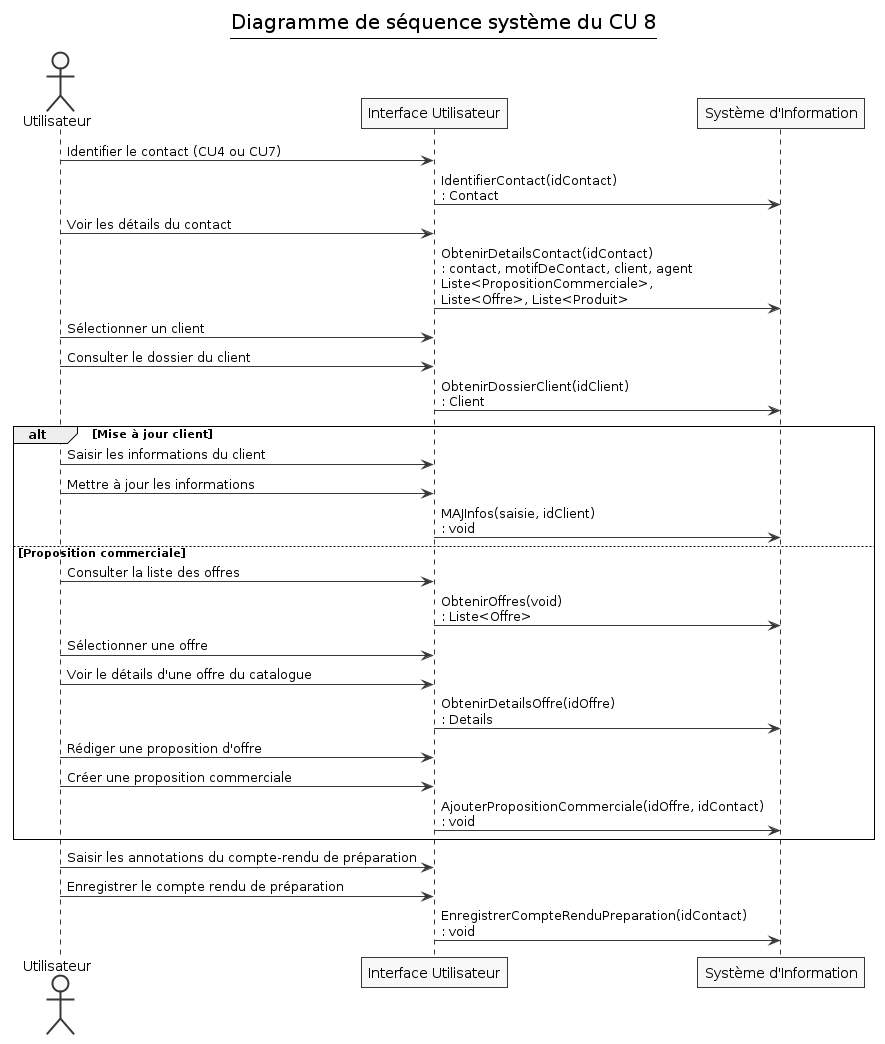 Diagramme de séquence système du CU 8
Utilisateur
Interface Utilisateur
Système d'Information
Identifier le contact (CU4 ou CU7)
IdentifierContact(idContact)
: Contact
Voir les détails du contact
ObtenirDetailsContact(idContact)
: contact, motifDeContact, client, agent
Liste<PropositionCommerciale>,
Liste<Offre>, Liste<Produit>
Sélectionner un client
Consulter le dossier du client
ObtenirDossierClient(idClient)
: Client
alt [Mise à jour client]
Saisir les informations du client
Mettre à jour les informations
MAJInfos(saisie, idClient)
: void
[Proposition commerciale]
Consulter la liste des offres
ObtenirOffres(void)
: Liste<Offre>
Sélectionner une offre
Voir le détails d'une offre du catalogue
ObtenirDetailsOffre(idOffre)
: Details
Rédiger une proposition d'offre
Créer une proposition commerciale
AjouterPropositionCommerciale(idOffre, idContact)
: void
Saisir les annotations du compte-rendu de préparation
Enregistrer le compte rendu de préparation
EnregistrerCompteRenduPreparation(idContact)
: void
Utilisateur
Interface Utilisateur
Système d'Information